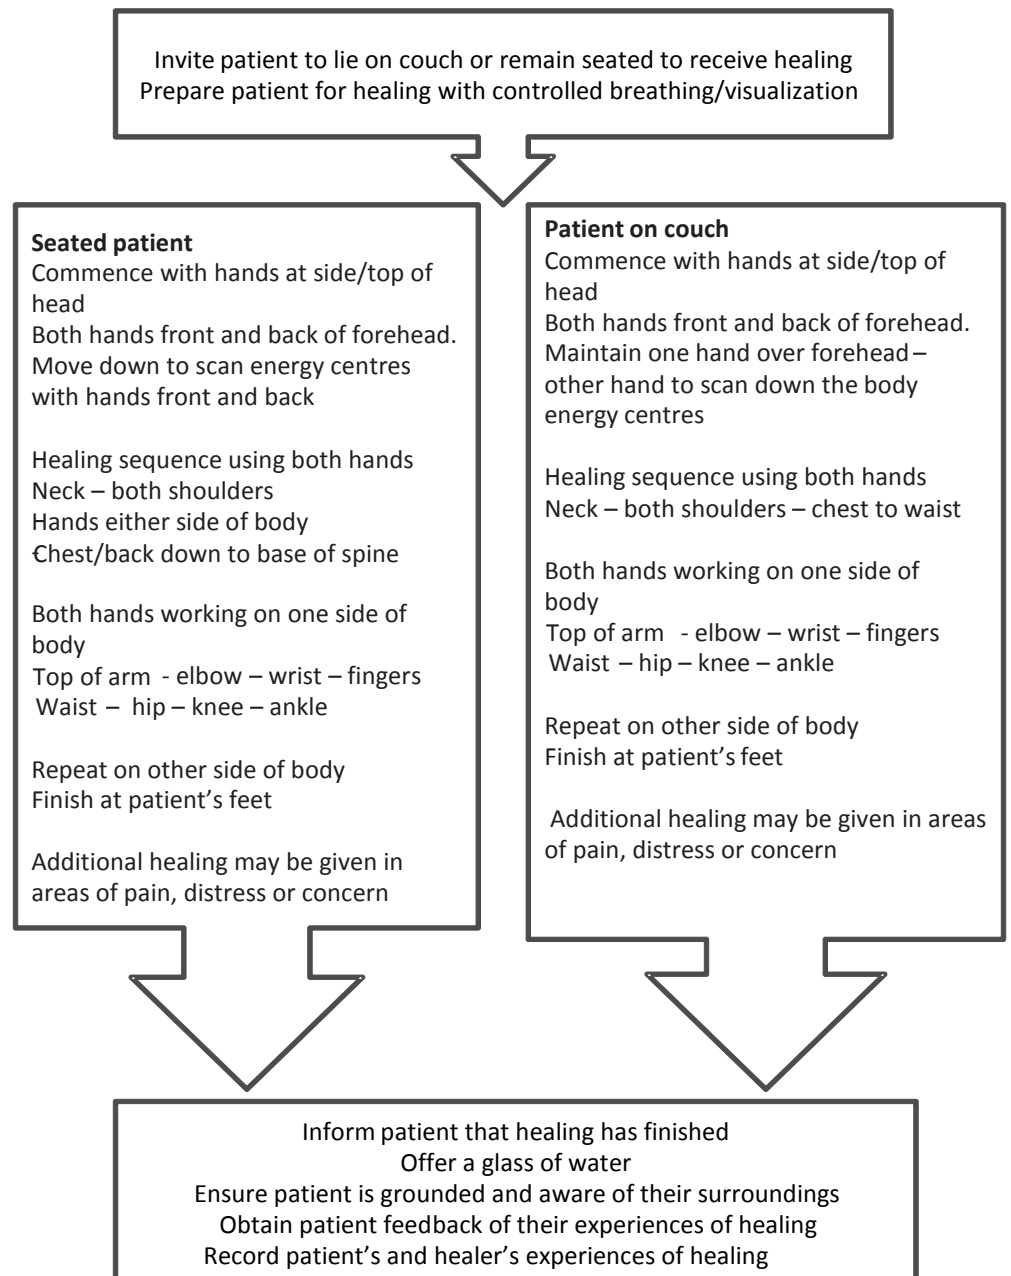 Invite patient to lie on couch or remain seated to receive healing
Prepare patient for healing with controlled breathing/visualization
Seated patient
Commence with hands at side/top of
head
Both hands front and back of forehead.
Move down to scan energy centres
with hands front and back
Healing sequence using both hands
Neck – both shoulders
Hands either side of body
-Chest/back down to base of spine
Both hands working on one side of
body
Top of arm - elbow – wrist – fingers
Waist – hip – knee – ankle
Repeat on other side of body
Finish at patient’s feet
Additional healing may be given in
areas of pain, distress or concern
Patient on couch
Commence with hands at side/top of
head
Both hands front and back of forehead.
Maintain one hand over forehead –
other hand to scan down the body
energy centres
Healing sequence using both hands
Neck – both shoulders – chest to waist
Both hands working on one side of
body
Top of arm - elbow – wrist – fingers
Waist – hip – knee – ankle
Repeat on other side of body
Finish at patient’s feet
Additional healing may be given in areas
of pain, distress or concern
Inform patient that healing has finished
Offer a glass of water
Ensure patient is grounded and aware of their surroundings
Obtain patient feedback of their experiences of healing
Record patient’s and healer’s experiences of healing